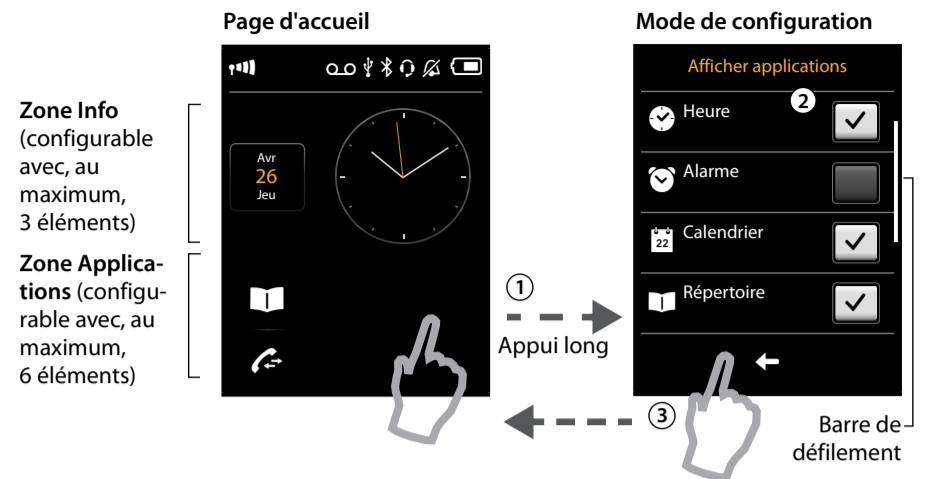 Page d'accueil
Mode de configuration
Zone Info
(configurable
avec, au
maximum,
3 éléments)
Zone Applica-
tions (configu-
rable avec, au
maximum,
6 éléments)
Avr
26
Jeu
1
Appui long
3
Afficher applications
2
Heure
Alarme
22
Calendrier
Répertoire
Barre de
défilement